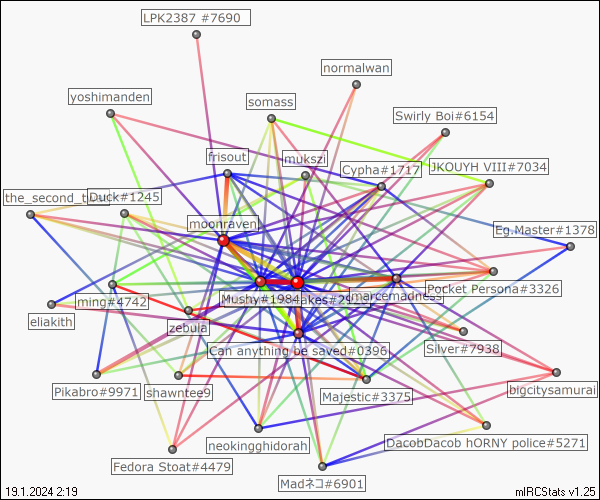 LPK2387 #7690
normalwan
yoshimanden
somass
Swirly Boi#6154
frisout
mukszi
Cypha#1717
JKOUYH VIII#7034
the_second_t
Duck#1245
moonraven
Eg.Master#1378
Pocket Persona#3326
ming#4742
Mushy#1984
marcemadness
eliakith
zebula
Can anything be saved#0396
Silver#7938
Pikabro#9971
shawntee9
Majestic#3375
bigcitysamurai
neokingghidorah
DacobDacob hORNY police#5271
Fedora Stoat#4479
Madネコ#6901
19.1.2024 2:19
mIRCStats v1.25